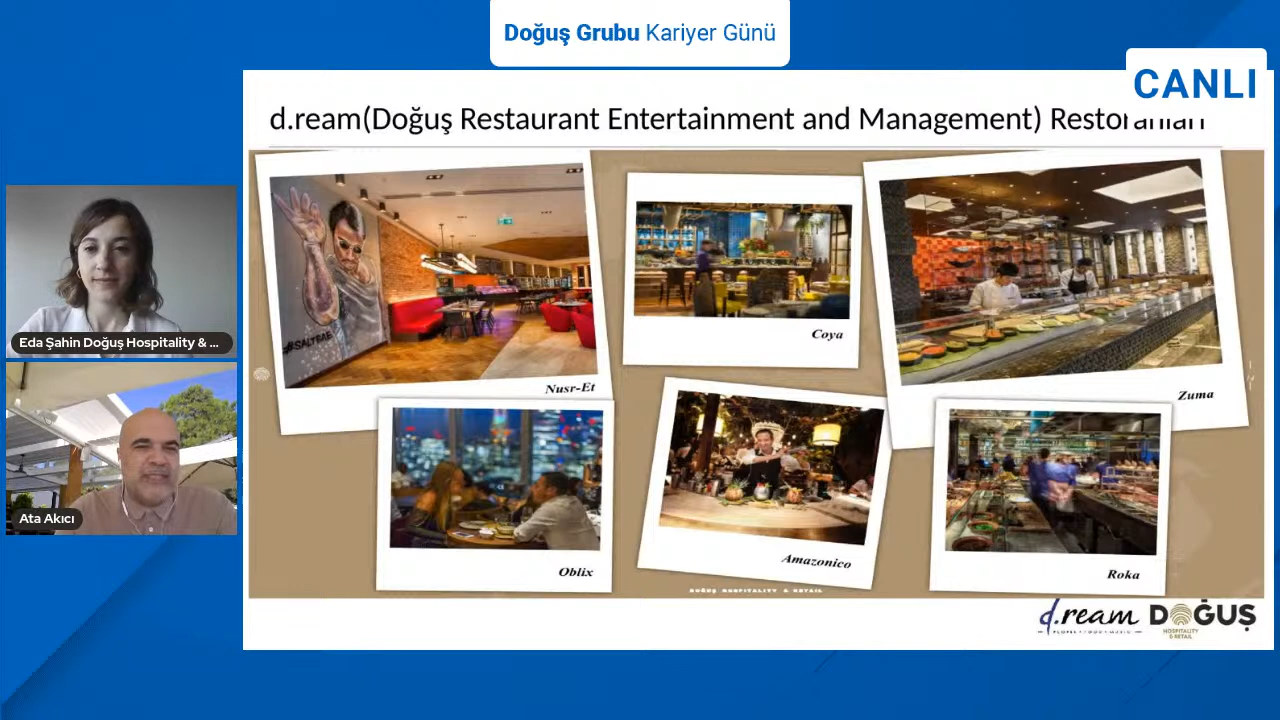 Doğuş Grubu Kariyer Günü
CANLI
d.ream(Doğuş Restaurant Entertainment and Management) Restoranları
#SALTBAE
Nusr-Et
Coya
Zuma
Oblix
Amazonico
Roka
Eda Şahin Doğuş Hospitality & ...
Ata Akıcı
DOĞUŞ HOSPITALITY & RETAIL
d.ream
DOĞUŞ
HOSPITALITY
& RETAIL